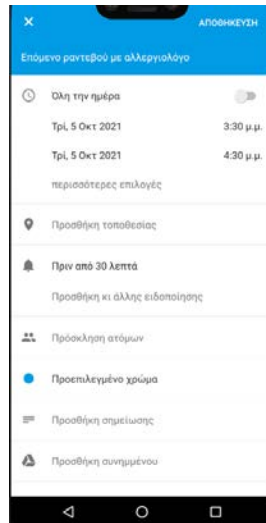 ΑΠΟΘΗΚΕΥΣΗ
Επόμενο ραντεβού με αλλεργιολόγο
Όλη την ημέρα
Τρί, 5 Οκτ 2021 3:30 μ.μ.
Τρί, 5 Οκτ 2021 4:30 μ.μ.
περισσότερες επιλογές
Προσθήκη τοποθεσίας
Πριν από 30 λεπτά
Προσθήκη κι άλλης ειδοποίησης
Πρόσκληση ατόμων
Προεπιλεγμένο χρώμα
Προσθήκη σημείωσης
Προσθήκη συνημμένου